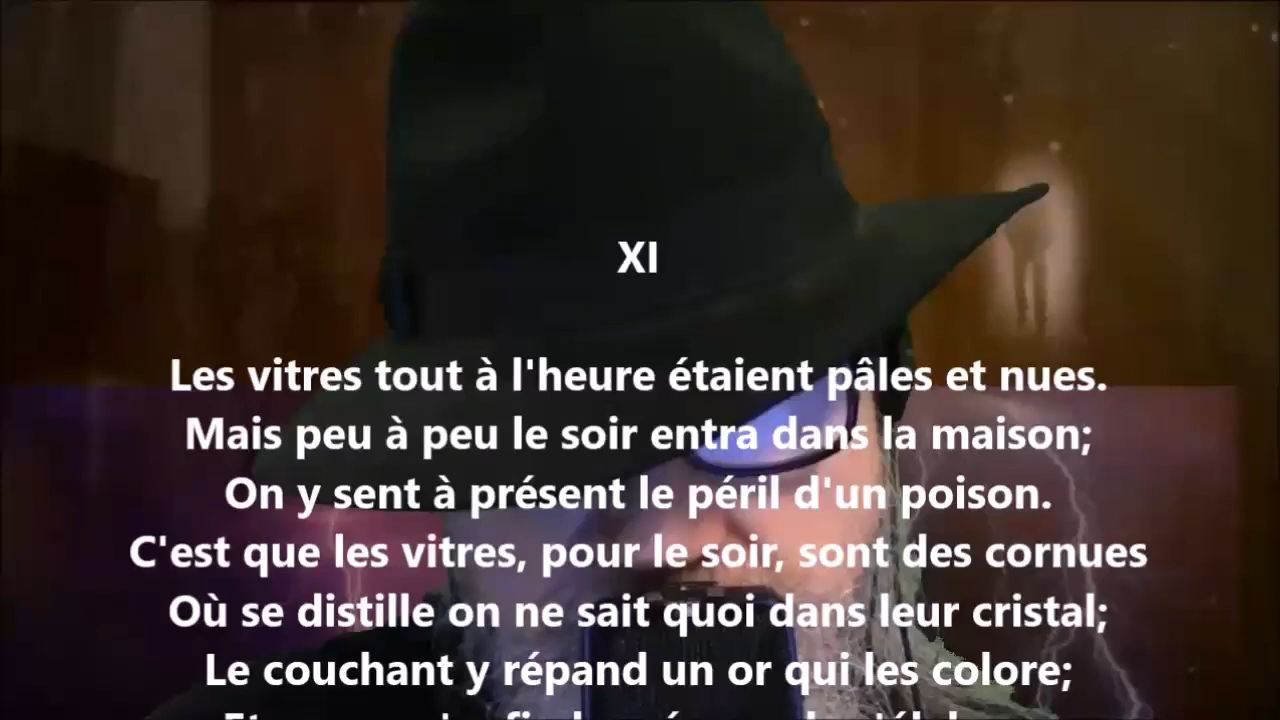 XI
Les vitres tout à l'heure étaient pâles et nues.
Mais peu à peu le soir entra dans la maison;
On y sent à présent le péril d'un poison.
C'est que les vitres, pour le soir, sont des cornues
Où se distille on ne sait quoi dans leur cristal;
Le couchant y répand un or qui les colore;